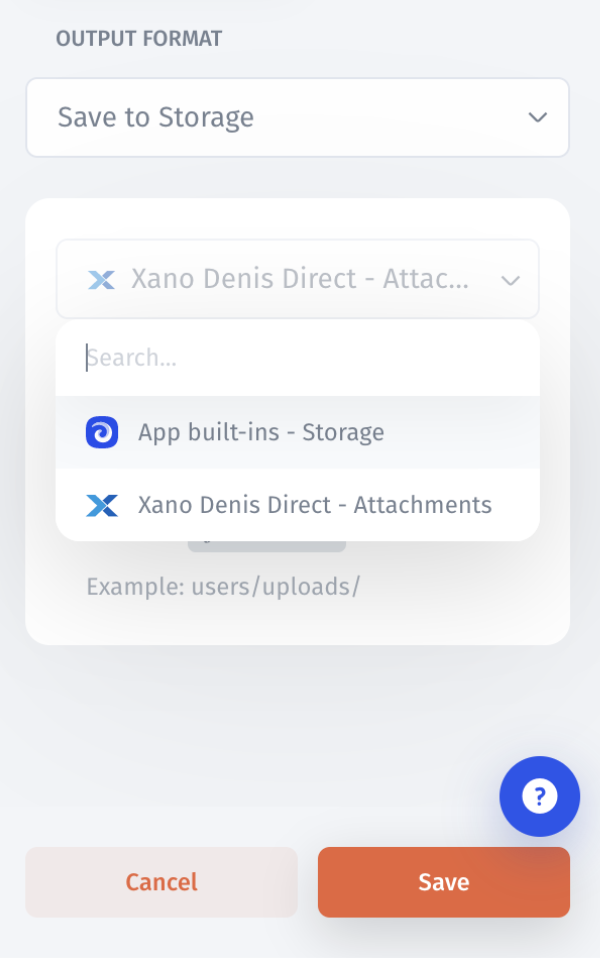 OUTPUT FORMAT
Save to Storage
Xano Denis Direct - Attac...
Search...
App built-ins - Storage
Xano Denis Direct - Attachments
Example: users/uploads/
?
Cancel
Save